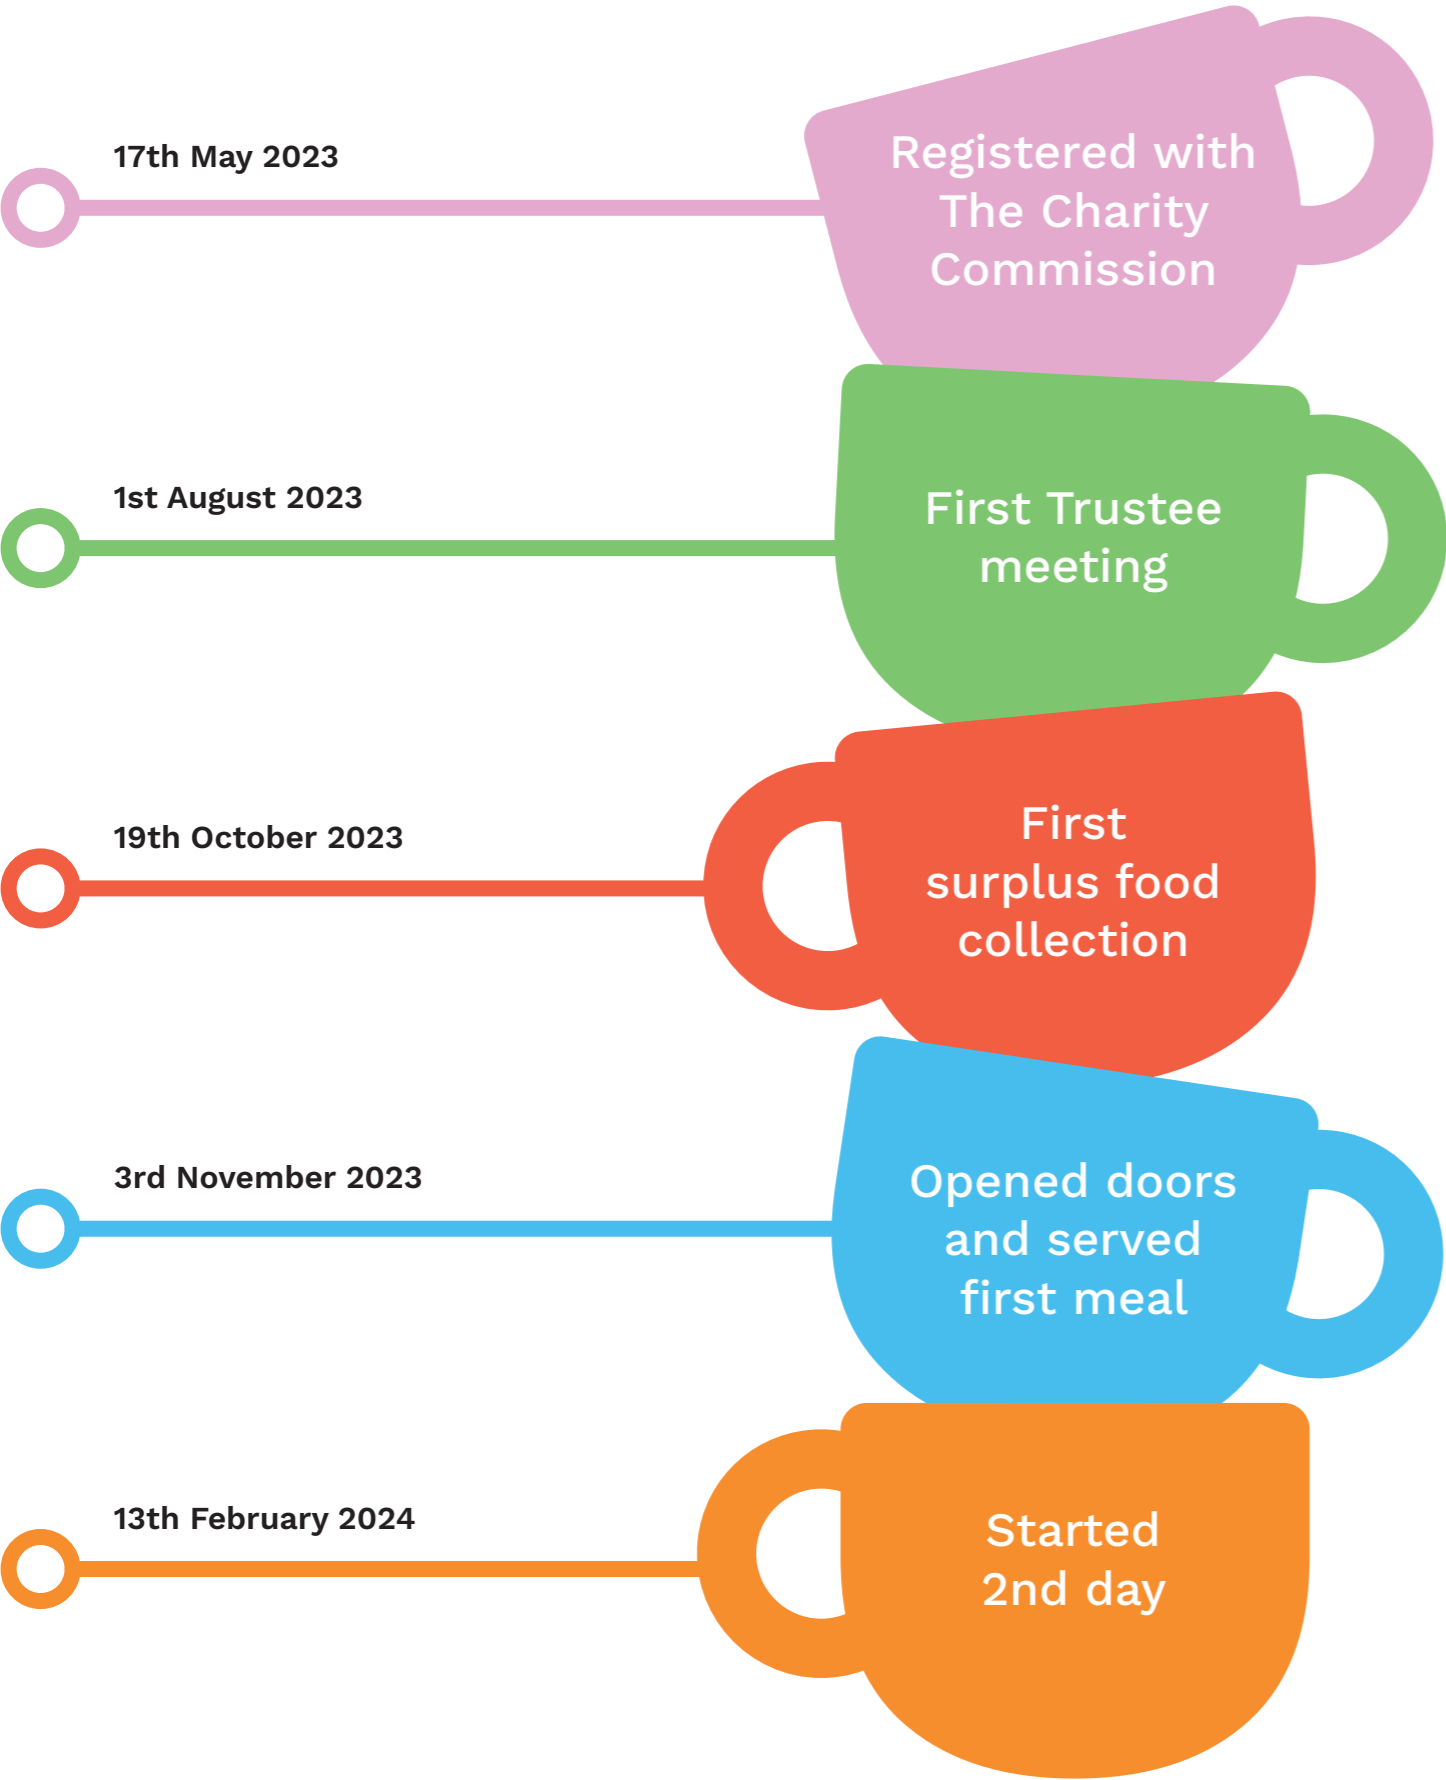 17th May 2023
Registered with
The Charity
Commission
1st August 2023
First Trustee
meeting
19th October 2023
First
surplus food
collection
3rd November 2023
Opened doors
and served
first meal
13th February 2024
Started
2nd day